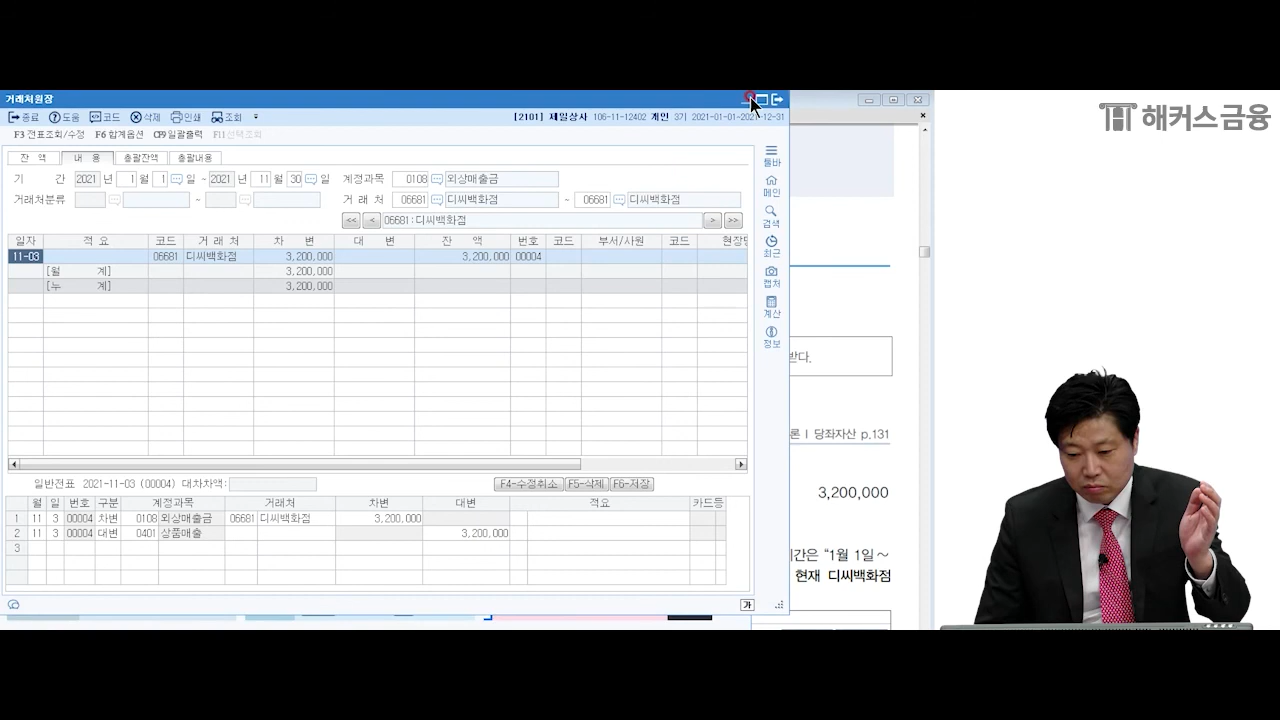 거래처원장
종료 도움 코드 삭제 인쇄 조회
[2101] 제일상사 106-11-12402 개인 37기 2021-01-01~2021-12-31
F3 전표조회/수정 F6 합계옵션 CF9 일괄출력 F11 선택조회
잔 액 내 용 총괄잔액 총괄내용
기 간 2021 년 1 월 1 일 ~ 2021 년 11 월 30 일 계정과목 0108 외상매출금
거래처분류 ~ 거 래 처 06681 디씨백화점 ~ 06681 디씨백화점
<< < 06681:디씨백화점 > >>
일자 적 요 코드 거 래 처 차 변 대 변 잔 액 번호 코드 부서/사원 코드
11-03 06681 디씨백화점 3,200,000 3,200,000 00004
[월 계] 3,200,000
[누 계] 3,200,000
툴바
메인
검색
최근
캡처
계산
정보
일반전표 2021-11-03 (00004) 대차차액: F4-수정취소 F5-삭제 F6-저장
월 일 번호 구분 계정과목 거래처 차변 대변 적요 카드등
1 11 3 00004 차변 0108 외상매출금 06681 디씨백화점 3,200,000
2 11 3 00004 대변 0401 상품매출 3,200,000
3
가
받다.
론 | 당좌자산 p.131
3,200,000
간은 “1월 1일~
현재 디씨백화점
해커스금융